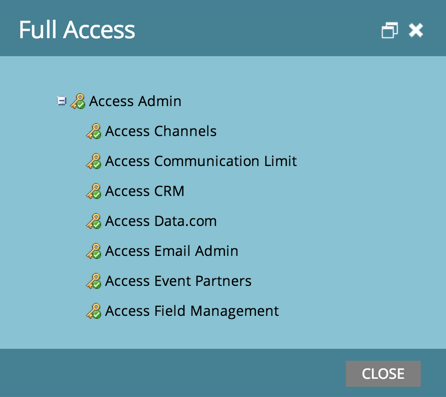 Full Access
Access Admin
Access Channels
Access Communication Limit
Access CRM
Access Data.com
Access Email Admin
Access Event Partners
Access Field Management
CLOSE